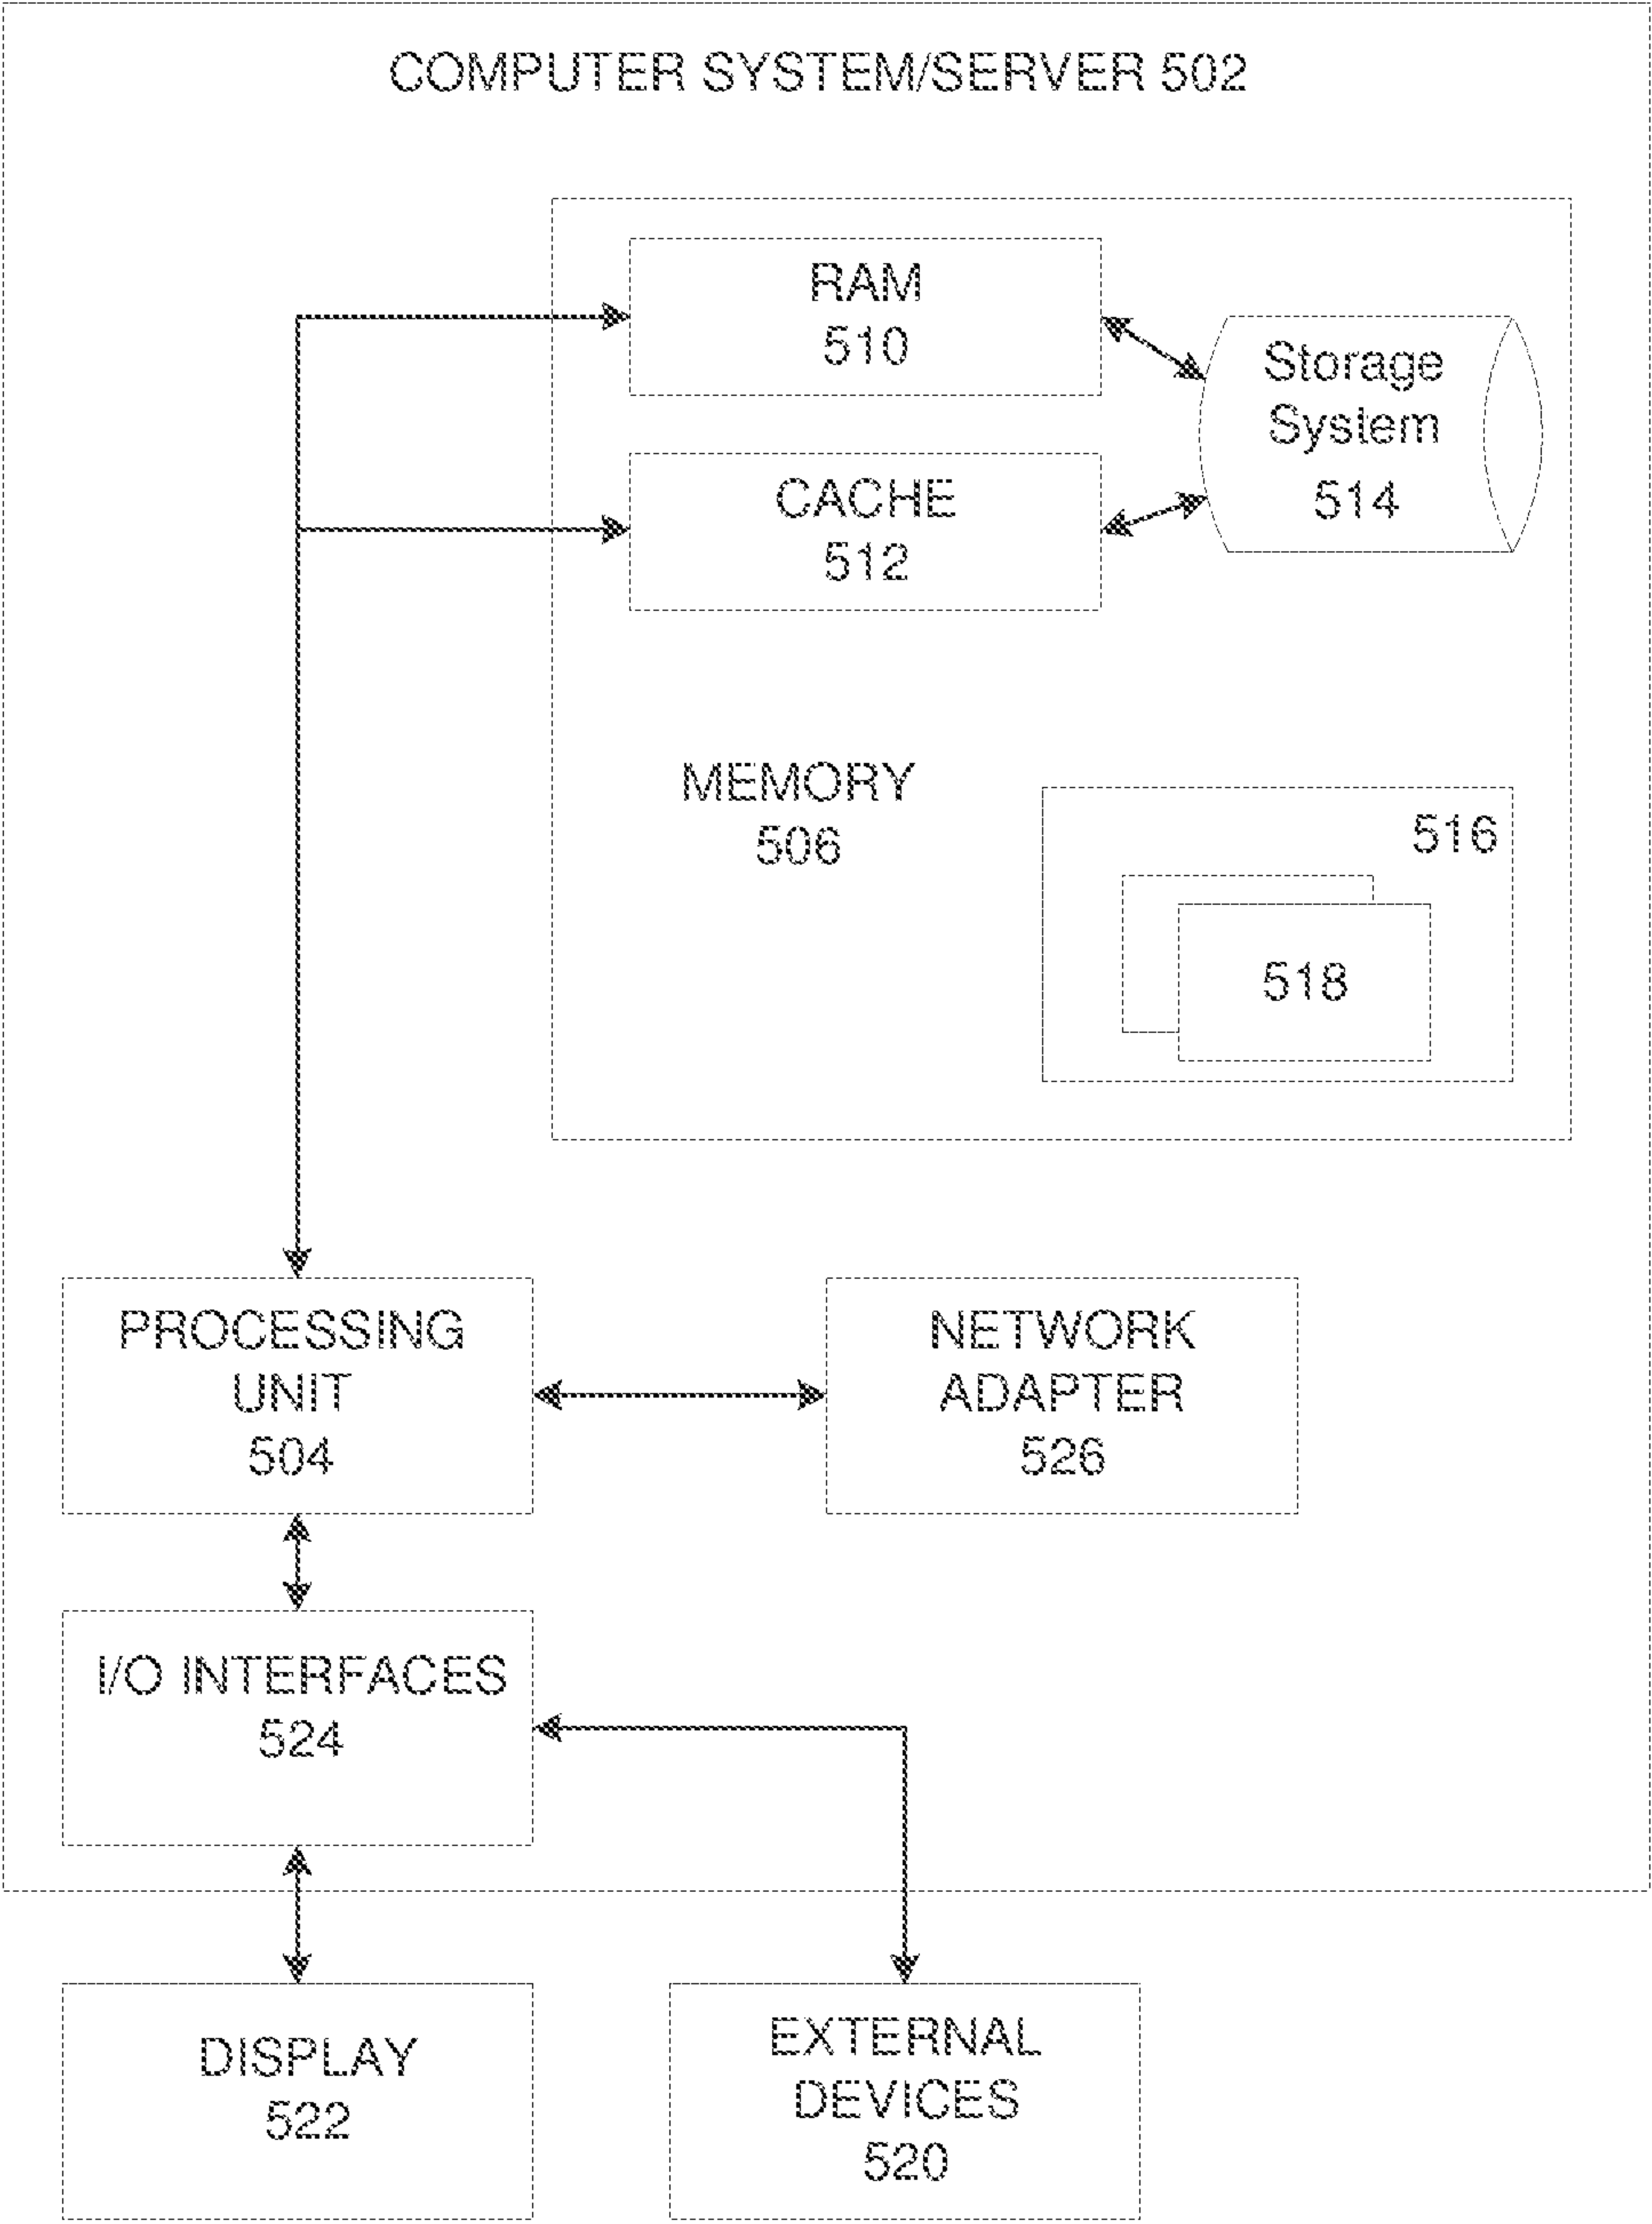 COMPUTER SYSTEM/SERVER 502
RAM
510
Storage
System
514
CACHE
512
MEMORY
506
516
518
PROCESSING
UNIT
504
NETWORK
ADAPTER
526
I/O INTERFACES
524
DISPLAY
522
EXTERNAL
DEVICES
520